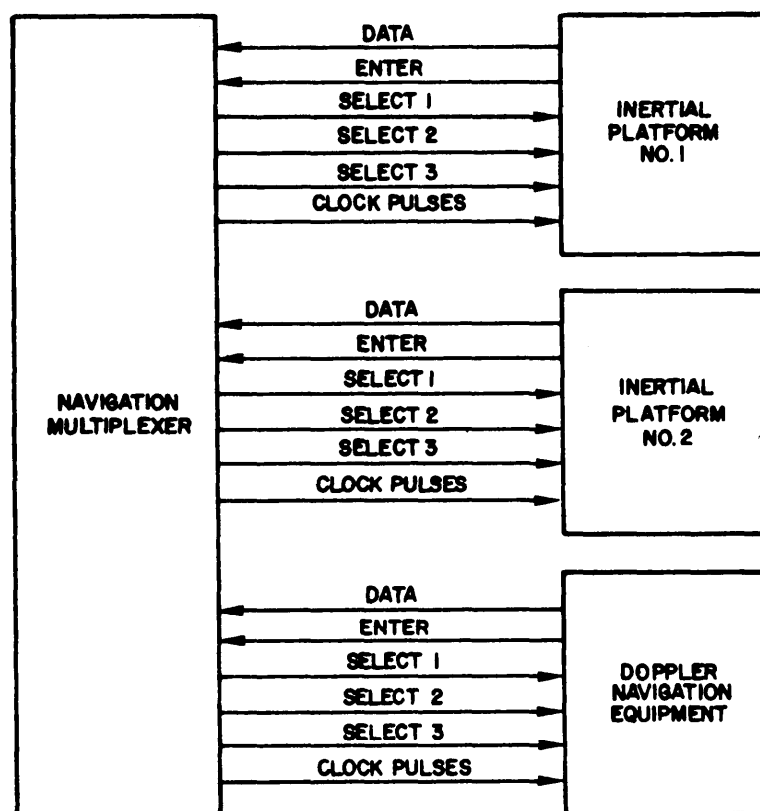 DATA
ENTER
SELECT 1
SELECT 2
SELECT 3
CLOCK PULSES
INERTIAL
PLATFORM
NO. 1
NAVIGATION
MULTIPLEXER
DATA
ENTER
SELECT 1
SELECT 2
SELECT 3
CLOCK PULSES
INERTIAL
PLATFORM
NO. 2
DATA
ENTER
SELECT 1
SELECT 2
SELECT 3
CLOCK PULSES
DOPPLER
NAVIGATION
EQUIPMENT